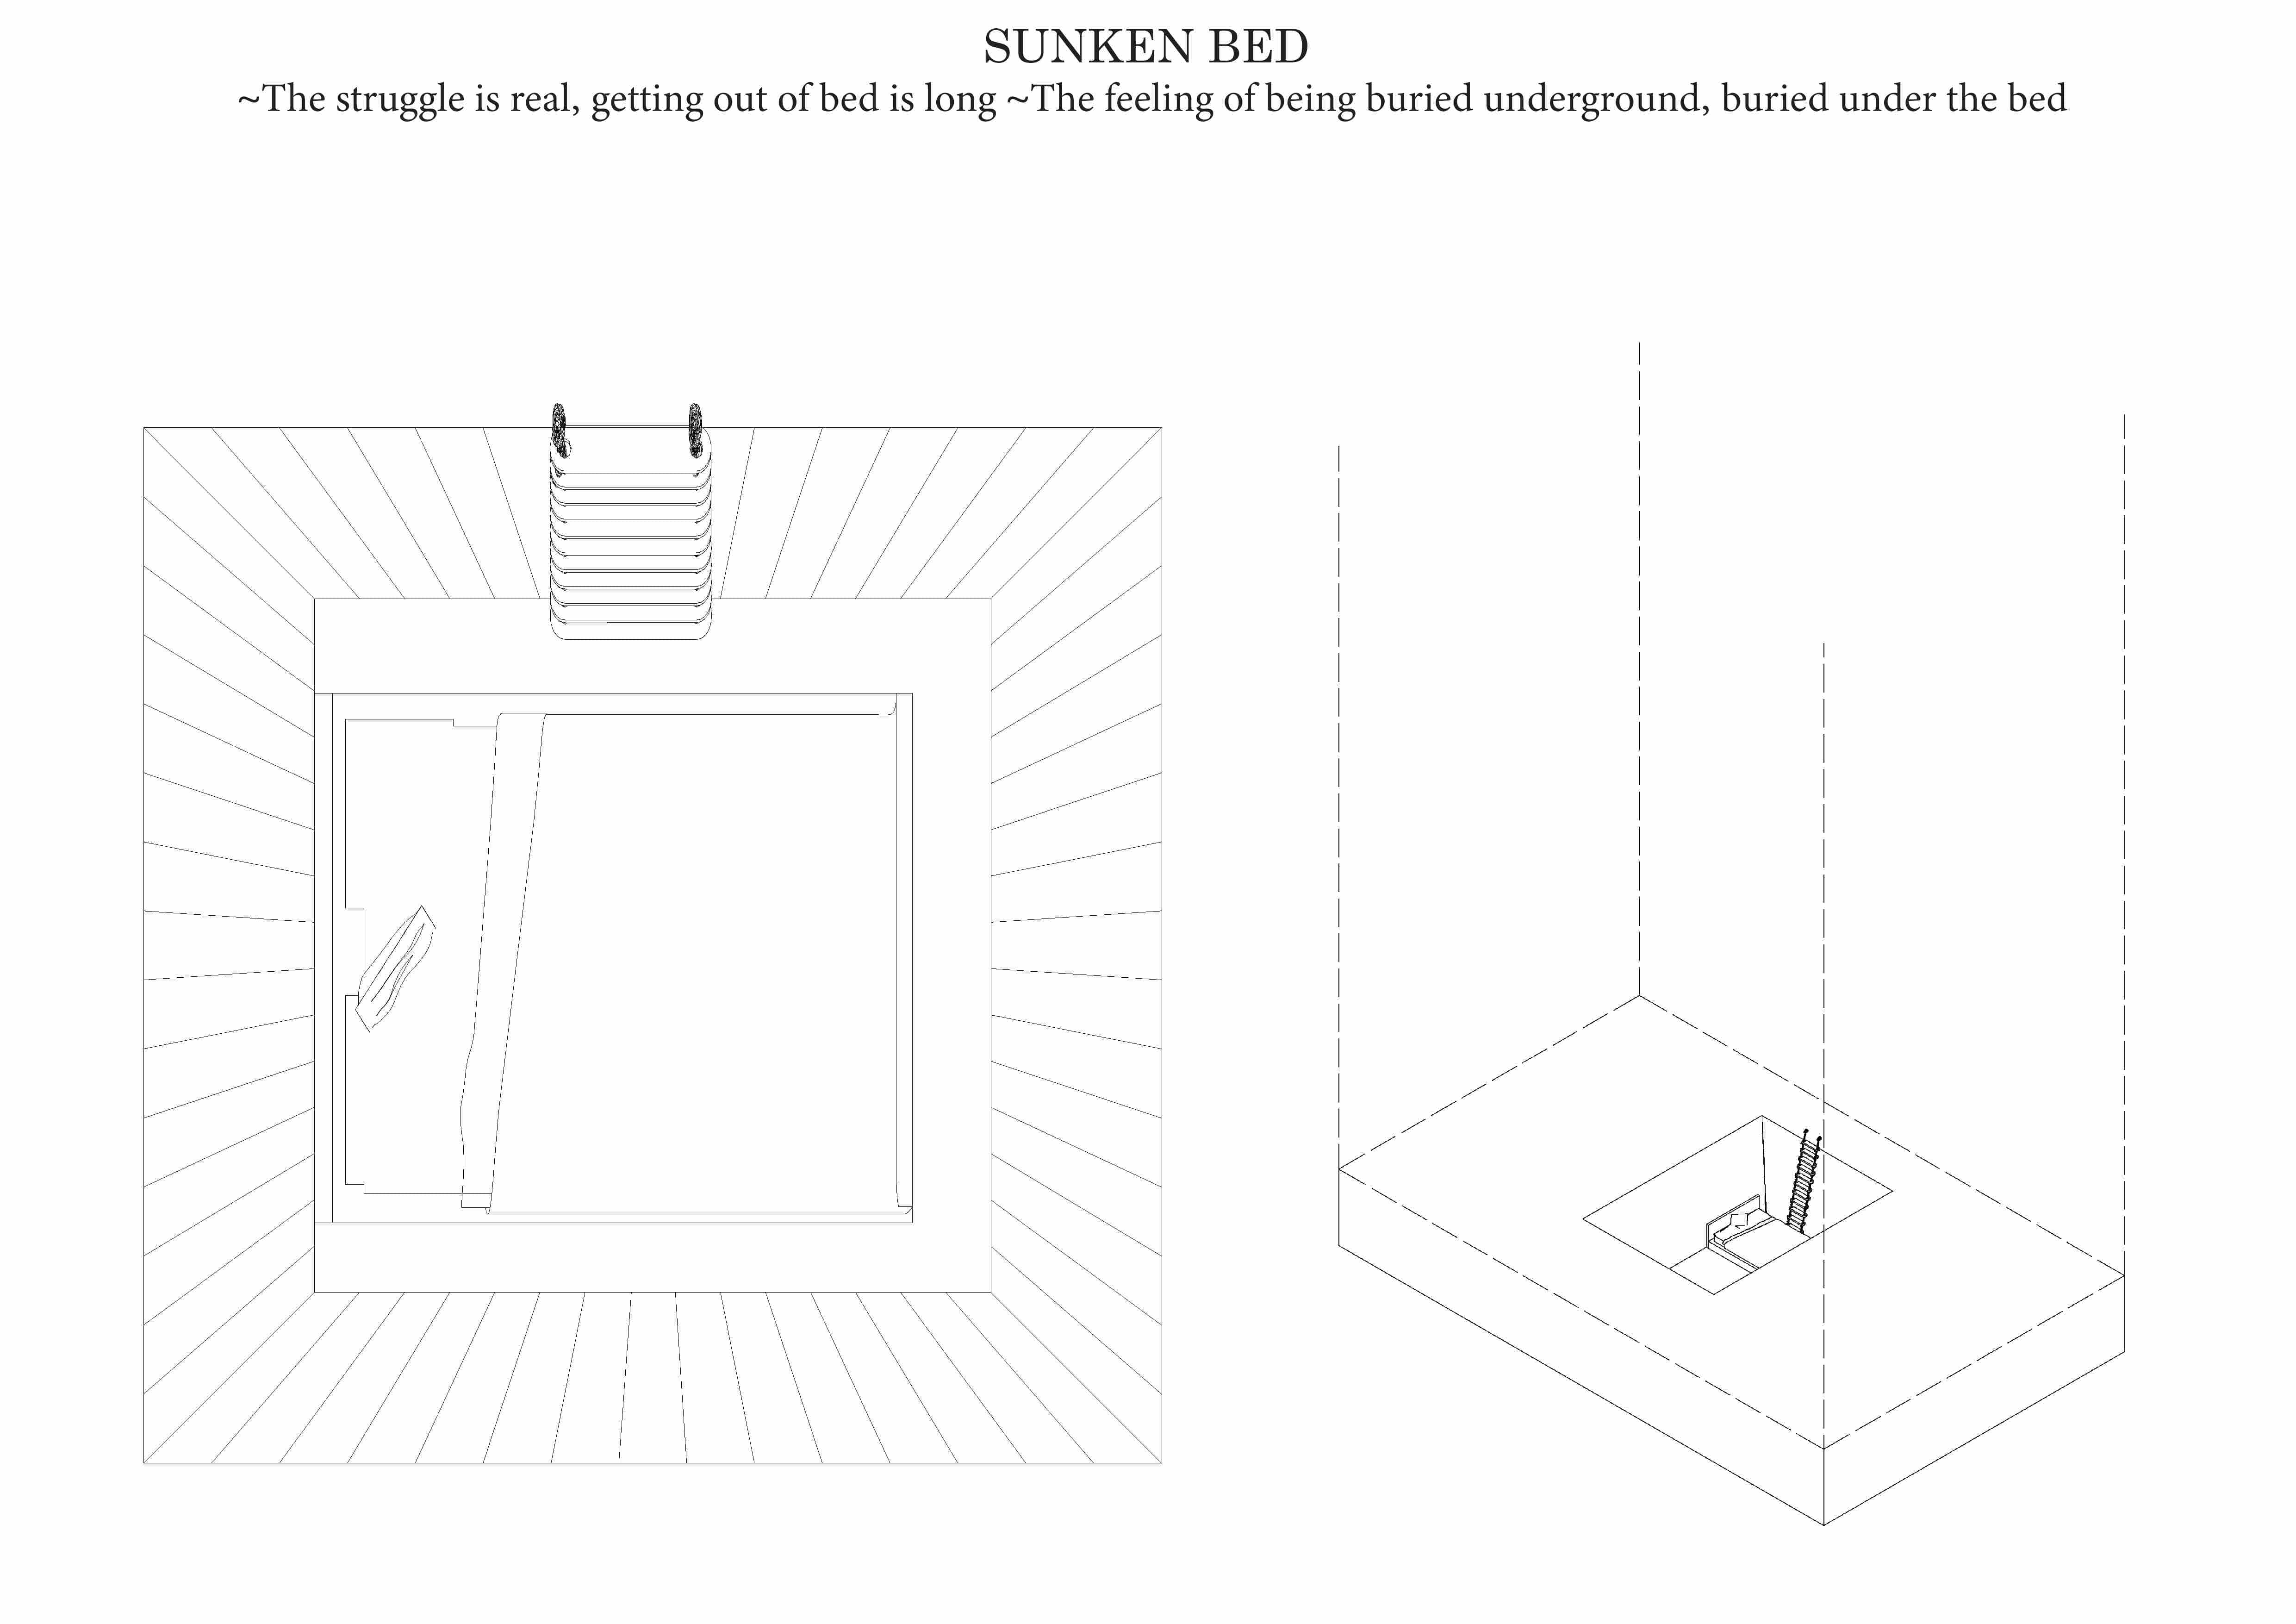 SUNKEN BED
~The struggle is real, getting out of bed is long ~The feeling of being buried underground, buried under the bed